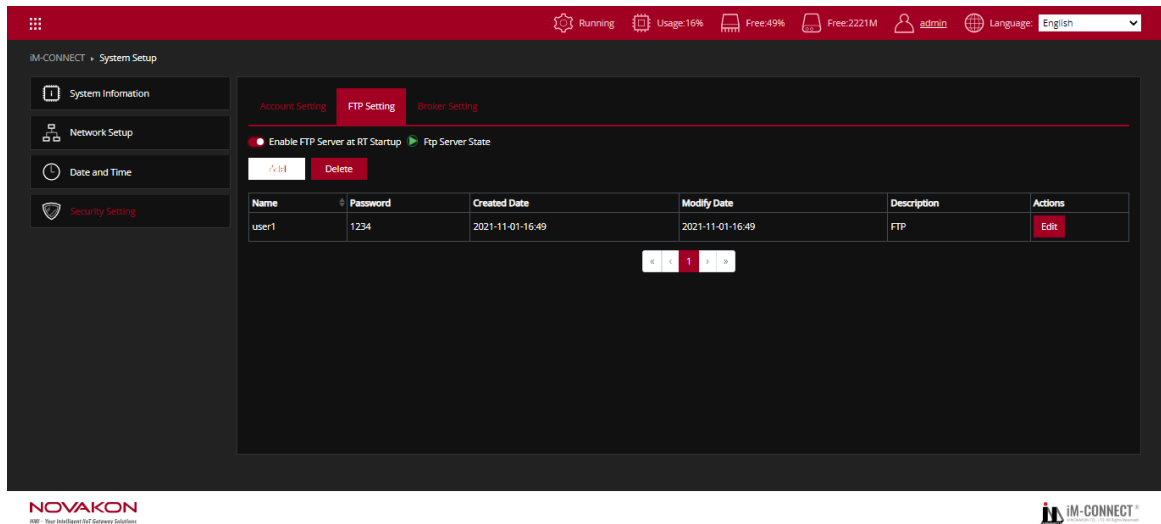 Running Usage:16% Free:49% Free:2221M admin Language: English
iM-CONNECT ▸ System Setup
System Infomation
Network Setup
Date and Time
Security Setting
Account Setting FTP Setting Broker Setting
Enable FTP Server at RT Startup Ftp Server State
Add Delete
Name Password Created Date Modify Date Description Actions
user1 1234 2021-11-01-16:49 2021-11-01-16:49 FTP Edit
« ‹ 1 › »
NOVAKON
HMI - Your Intelligent IIoT Gateway Solutions
iM-CONNECT®